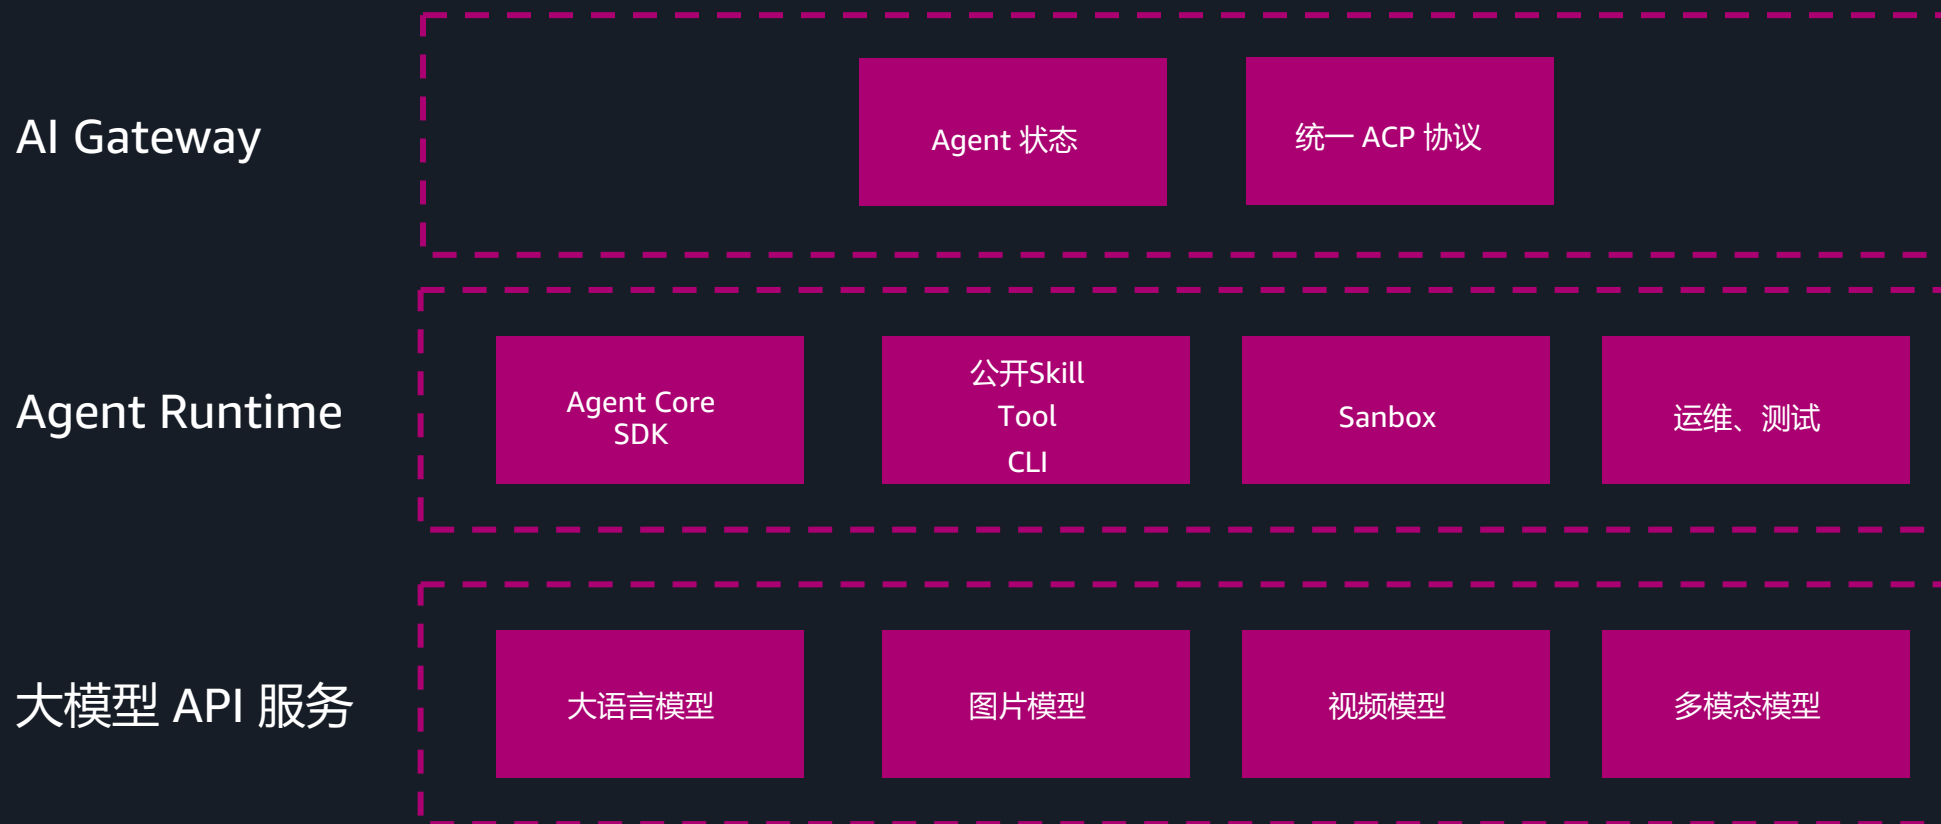 AI Gateway
Agent 状态
统一 ACP 协议
Agent Runtime
Agent Core
SDK
公开Skill
Tool
CLI
Sanbox
运维、测试
大模型 API 服务
大语言模型
图片模型
视频模型
多模态模型